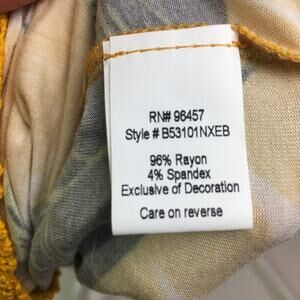 RN# 96457
Style # B53101NXEB
96% Rayon
4% Spandex
Exclusive of Decoration
Care on reverse